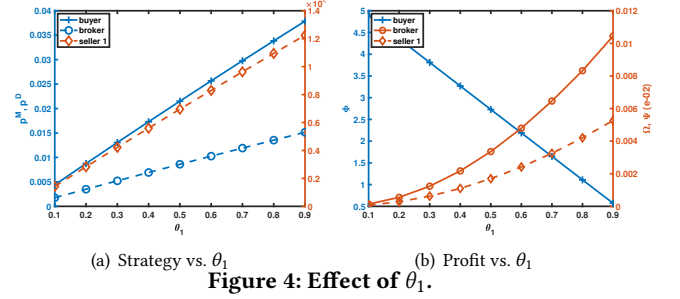 ×10
0.04
0.035
0.03
0.025
0.02
0.015
0.01
0.005
0
p^M, p^D
buyer
broker
seller 1
1.4
1.2
1
0.8
0.6
0.4
0.2
0
0.1 0.2 0.3 0.4 0.5 0.6 0.7 0.8 0.9
θ₁
5
4.5
4
3.5
3
2.5
2
1.5
1
0.5
Φ
buyer
broker
seller 1
0.012
0.01
0.008
0.006
0.004
0.002
0
Ω, Ψ (e-02)
0.1 0.2 0.3 0.4 0.5 0.6 0.7 0.8 0.9
θ₁
(a) Strategy vs. θ₁ (b) Profit vs. θ₁
Figure 4: Effect of θ₁.